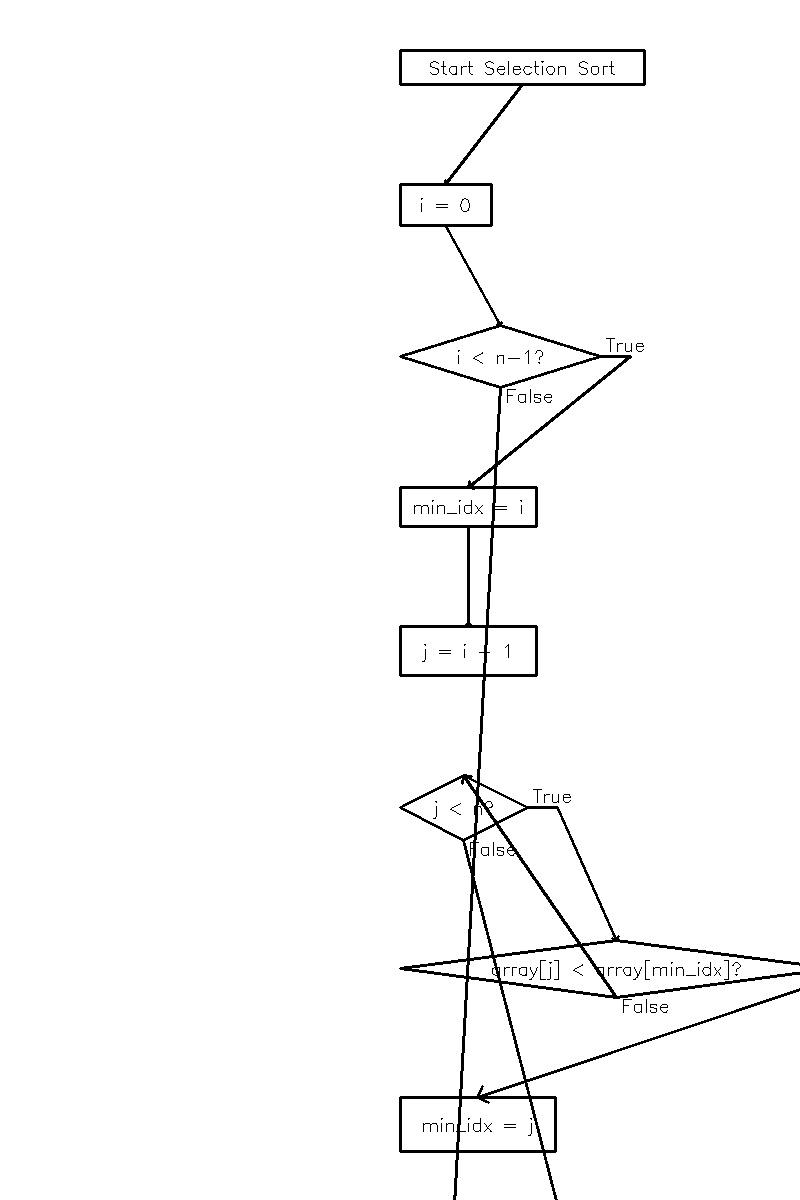 Start Selection Sort
i = 0
i < n-1?
True
False
min_idx = i
j = i + 1
j < n?
True
False
array[j] < array[min_idx]?
False
min_idx = j